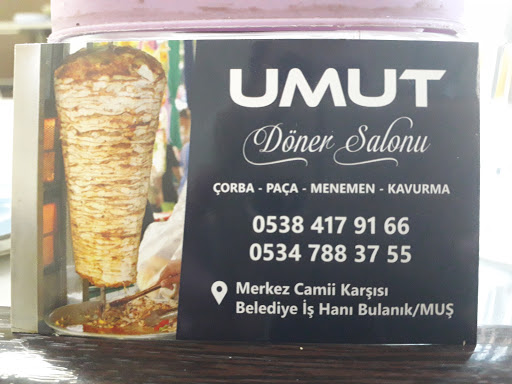 UMUT
Döner Salonu
ÇORBA - PAÇA - MENEMEN - KAVURMA
0538 417 91 66
0534 788 37 55
Merkez Camii Karşısı
Belediye İş Hanı Bulanık/MUŞ